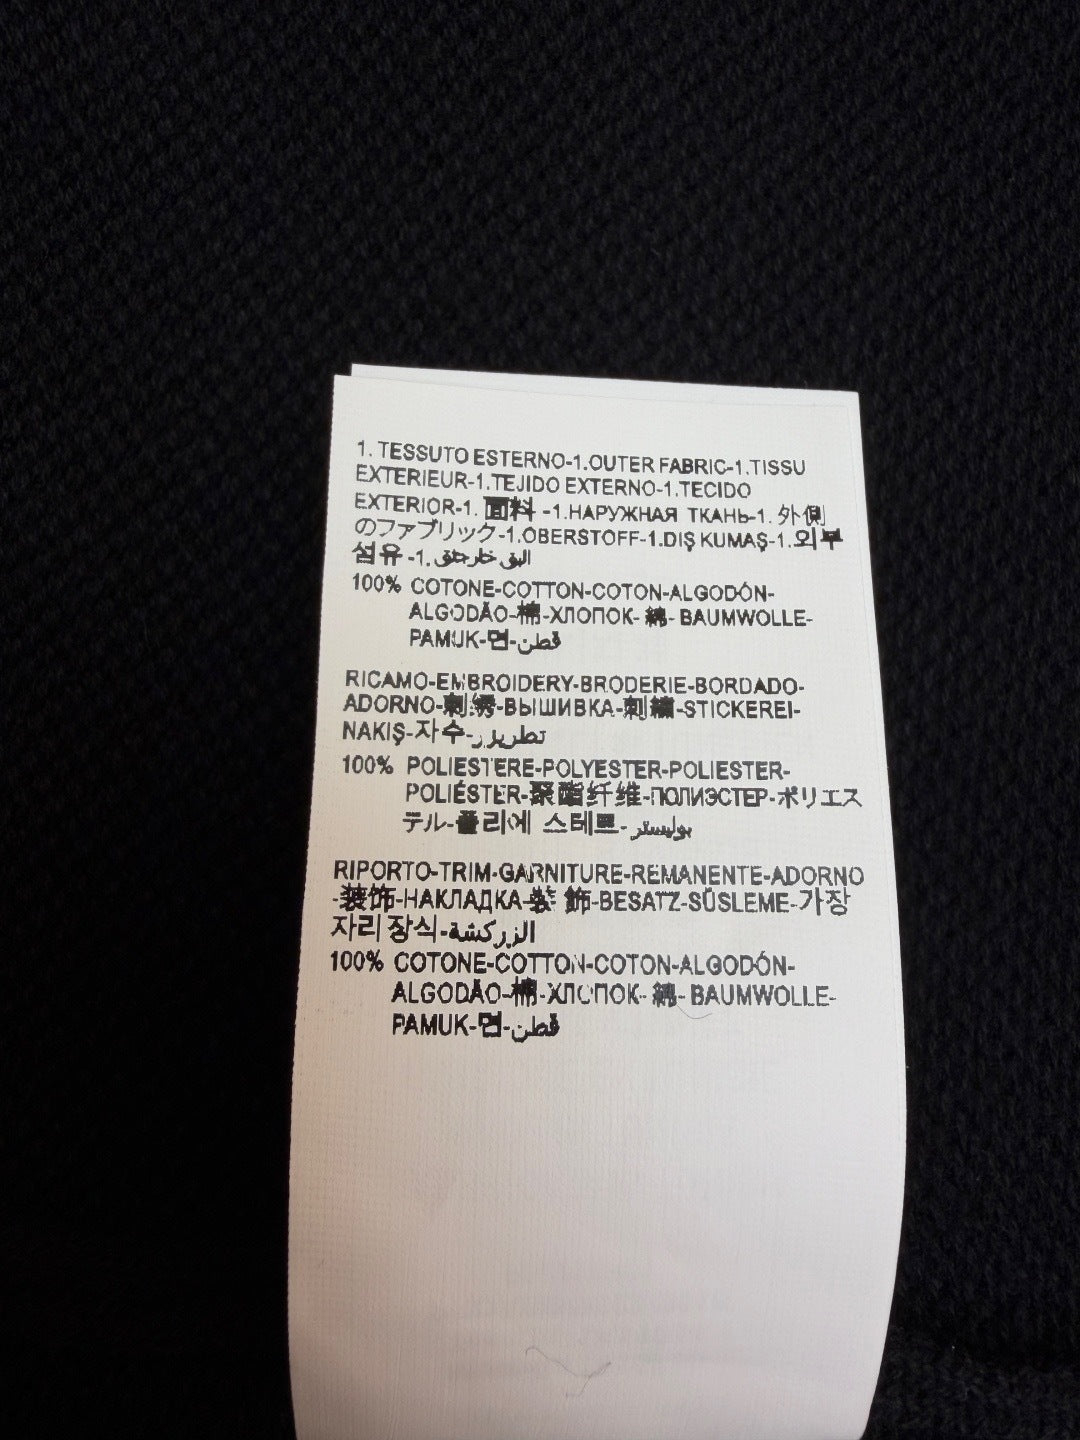 1. TESSUTO ESTERNO-1.OUTER FABRIC-1.TISSU
EXTERIEUR-1.TEJIDO EXTERNO-1.TECIDO
EXTERIOR-1. 面料 -1.НАРУЖНАЯ ТКАНЬ-1. 外側
のファブリック-1.OBERSTOFF-1.DIŞ KUMAŞ-1.외부
섬유 -1.
100% COTONE-COTTON-COTON-ALGODÓN-
ALGODÃO-棉-ХЛОПОК- 綿- BAUMWOLLE-
PAMUK-면-قطن
RICAMO-EMBROIDERY-BRODERIE-BORDADO-
ADORNO-刺绣-ВЫШИВКА-刺繍-STICKEREI-
NAKIŞ-자수-تطريز
100% POLIESTERE-POLYESTER-POLIESTER-
POLIÉSTER-聚酯纤维-ПОЛИЭСТЕР-ポリエス
テル-폴리에 스테르-بوليستر
RIPORTO-TRIM-GARNITURE-REMANENTE-ADORNO
-装饰-НАКЛАДКА-装 飾-BESATZ-SÜSLEME-가장
자리 장식-الزركشة
100% COTONE-COTTON-COTON-ALGODÓN-
ALGODÃO-棉-ХЛОПОК- 綿- BAUMWOLLE-
PAMUK-면-قطن